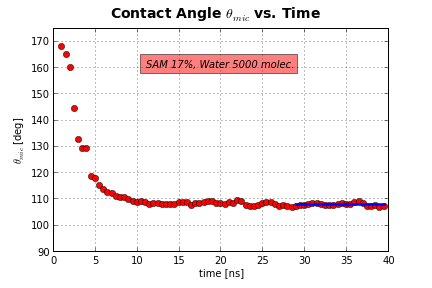 Contact Angle θmic vs. Time
SAM 17%, Water 5000 molec.
θmic [deg]
170
160
150
140
130
120
110
100
90
0 5 10 15 20 25 30 35 40
time [ns]